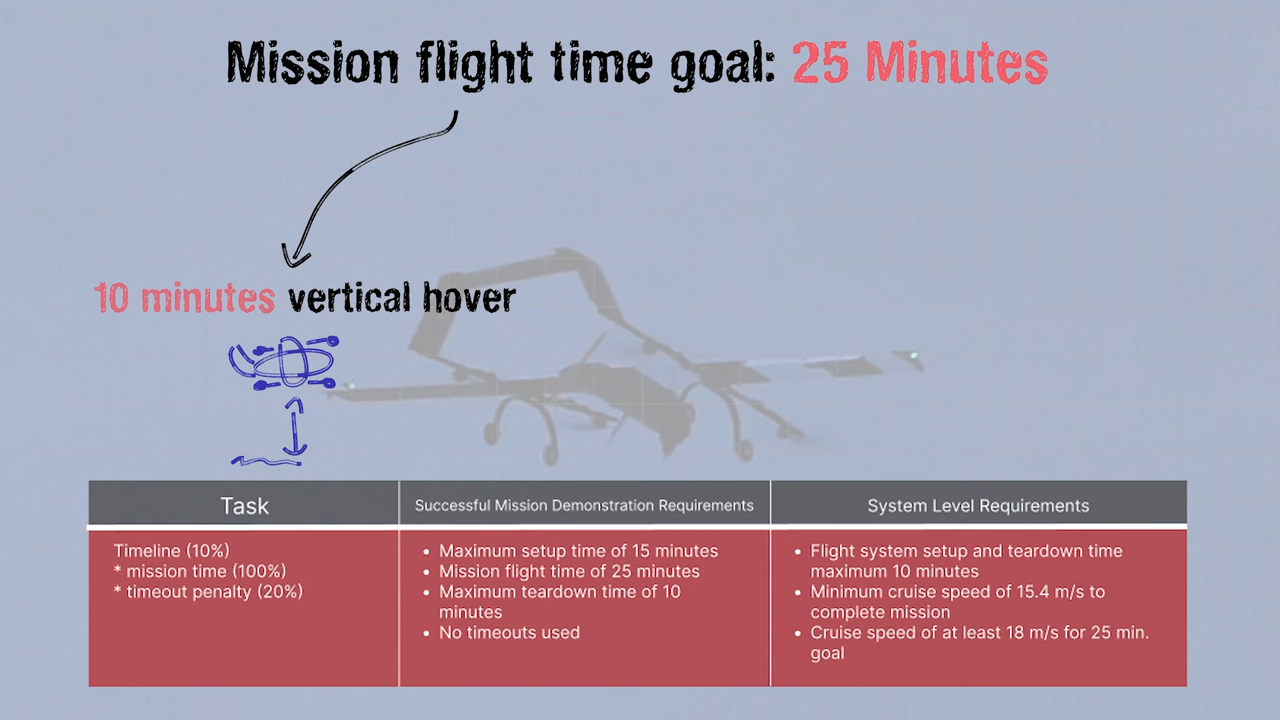 Mission flight time goal: 25 Minutes
10 minutes vertical hover
Task
Successful Mission Demonstration Requirements
System Level Requirements
Timeline (10%)
* mission time (100%)
* timeout penalty (20%)
• Maximum setup time of 15 minutes
• Mission flight time of 25 minutes
• Maximum teardown time of 10
minutes
• No timeouts used
• Flight system setup and teardown time
maximum 10 minutes
• Minimum cruise speed of 15.4 m/s to
complete mission
• Cruise speed of at least 18 m/s for 25 min.
goal